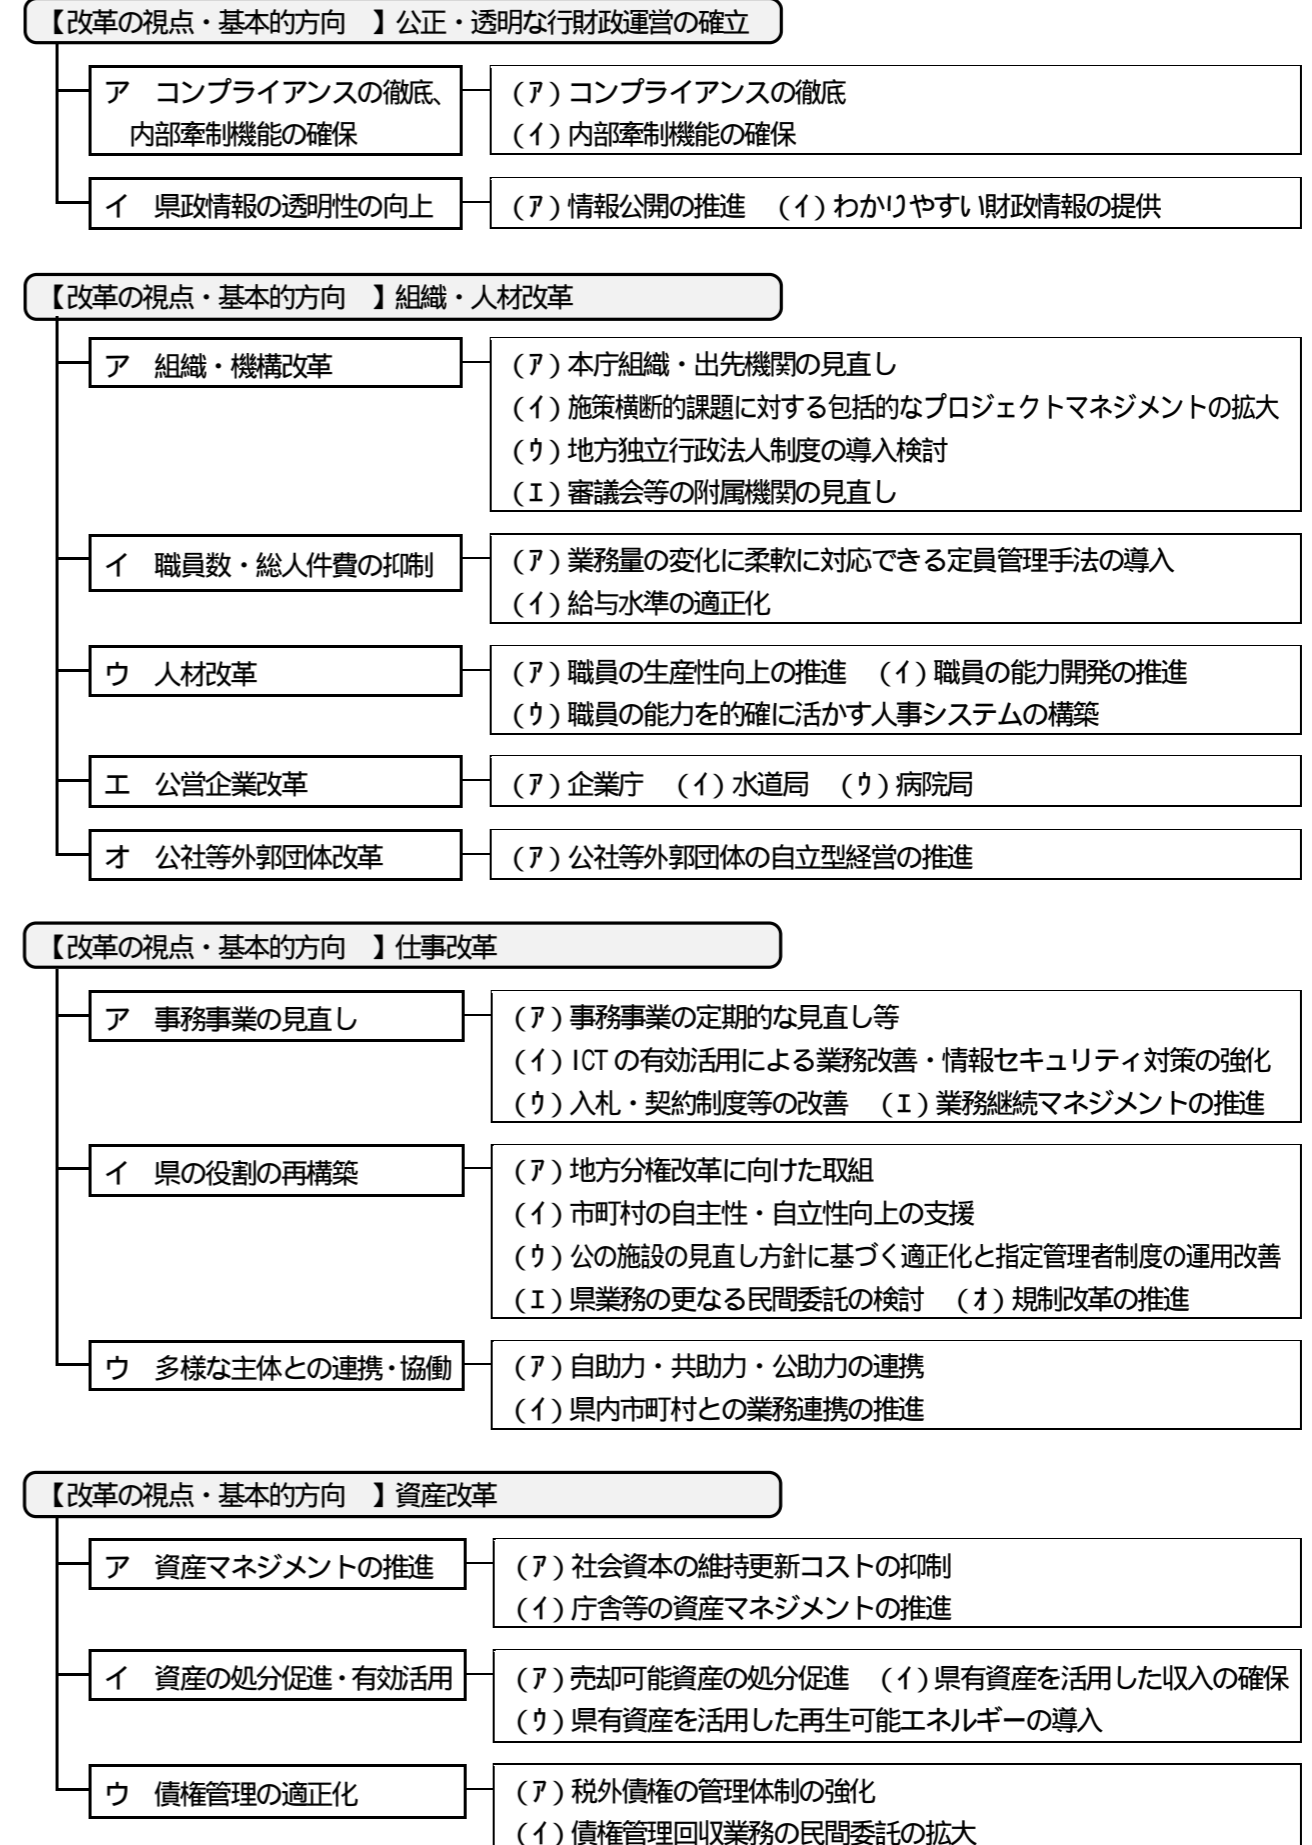 【改革の視点・基本的方向　】公正・透明な行財政運営の確立
ア　コンプライアンスの徹底、
内部牽制機能の確保
(ｱ)コンプライアンスの徹底
(ｲ)内部牽制機能の確保
イ　県政情報の透明性の向上
(ｱ)情報公開の推進　(ｲ)わかりやすい財政情報の提供
【改革の視点・基本的方向　】組織・人材改革
ア　組織・機構改革
(ｱ)本庁組織・出先機関の見直し
(ｲ)施策横断的課題に対する包括的なプロジェクトマネジメントの拡大
(ｳ)地方独立行政法人制度の導入検討
(ｴ)審議会等の附属機関の見直し
イ　職員数・総人件費の抑制
(ｱ)業務量の変化に柔軟に対応できる定員管理手法の導入
(ｲ)給与水準の適正化
ウ　人材改革
(ｱ)職員の生産性向上の推進　(ｲ)職員の能力開発の推進
(ｳ)職員の能力を的確に活かす人事システムの構築
エ　公営企業改革
(ｱ)企業庁　(ｲ)水道局　(ｳ)病院局
オ　公社等外郭団体改革
(ｱ)公社等外郭団体の自立型経営の推進
【改革の視点・基本的方向　】仕事改革
ア　事務事業の見直し
(ｱ)事務事業の定期的な見直し等
(ｲ)ICTの有効活用による業務改善・情報セキュリティ対策の強化
(ｳ)入札・契約制度等の改善　(ｴ)業務継続マネジメントの推進
イ　県の役割の再構築
(ｱ)地方分権改革に向けた取組
(ｲ)市町村の自主性・自立性向上の支援
(ｳ)公の施設の見直し方針に基づく適正化と指定管理者制度の運用改善
(ｴ)県業務の更なる民間委託の検討　(ｵ)規制改革の推進
ウ　多様な主体との連携・協働
(ｱ)自助力・共助力・公助力の連携
(ｲ)県内市町村との業務連携の推進
【改革の視点・基本的方向　】資産改革
ア　資産マネジメントの推進
(ｱ)社会資本の維持更新コストの抑制
(ｲ)庁舎等の資産マネジメントの推進
イ　資産の処分促進・有効活用
(ｱ)売却可能資産の処分促進　(ｲ)県有資産を活用した収入の確保
(ｳ)県有資産を活用した再生可能エネルギーの導入
ウ　債権管理の適正化
(ｱ)税外債権の管理体制の強化
(ｲ)債権管理回収業務の民間委託の拡大